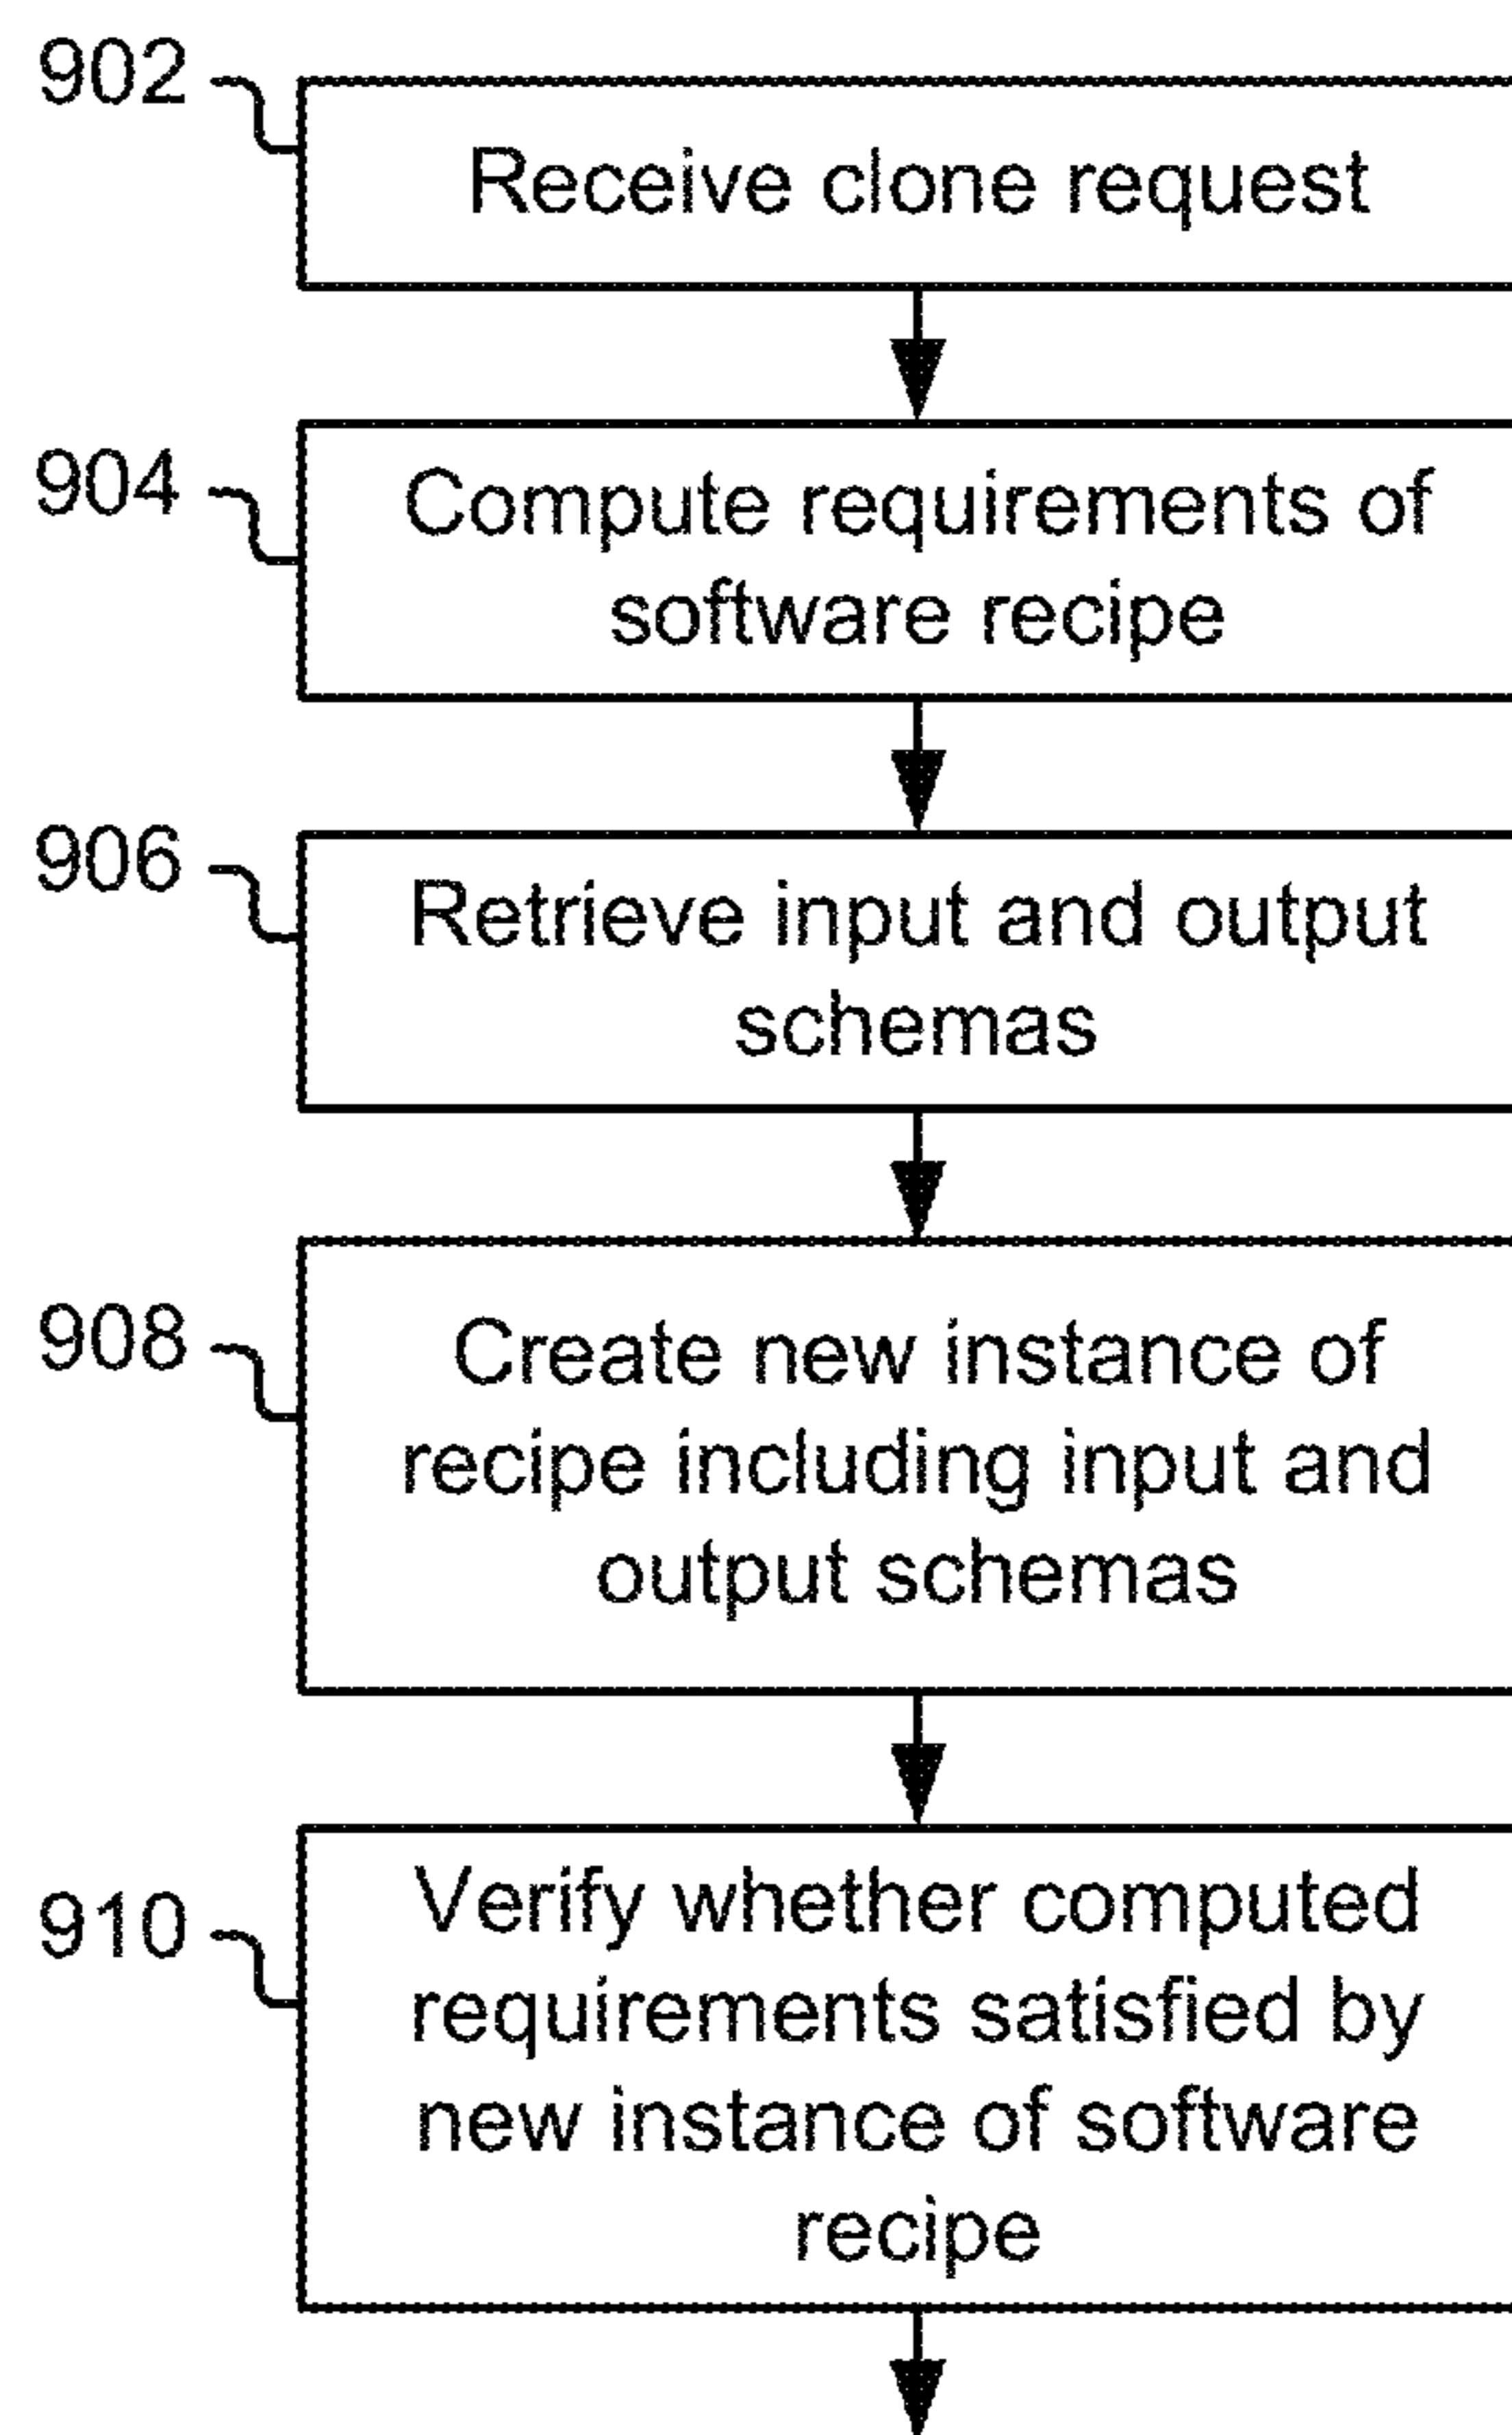 902
Receive clone request
904
Compute requirements of
software recipe
906
Retrieve input and output
schemas
908
Create new instance of
recipe including input and
output schemas
910
Verify whether computed
requirements satisfied by
new instance of software
recipe